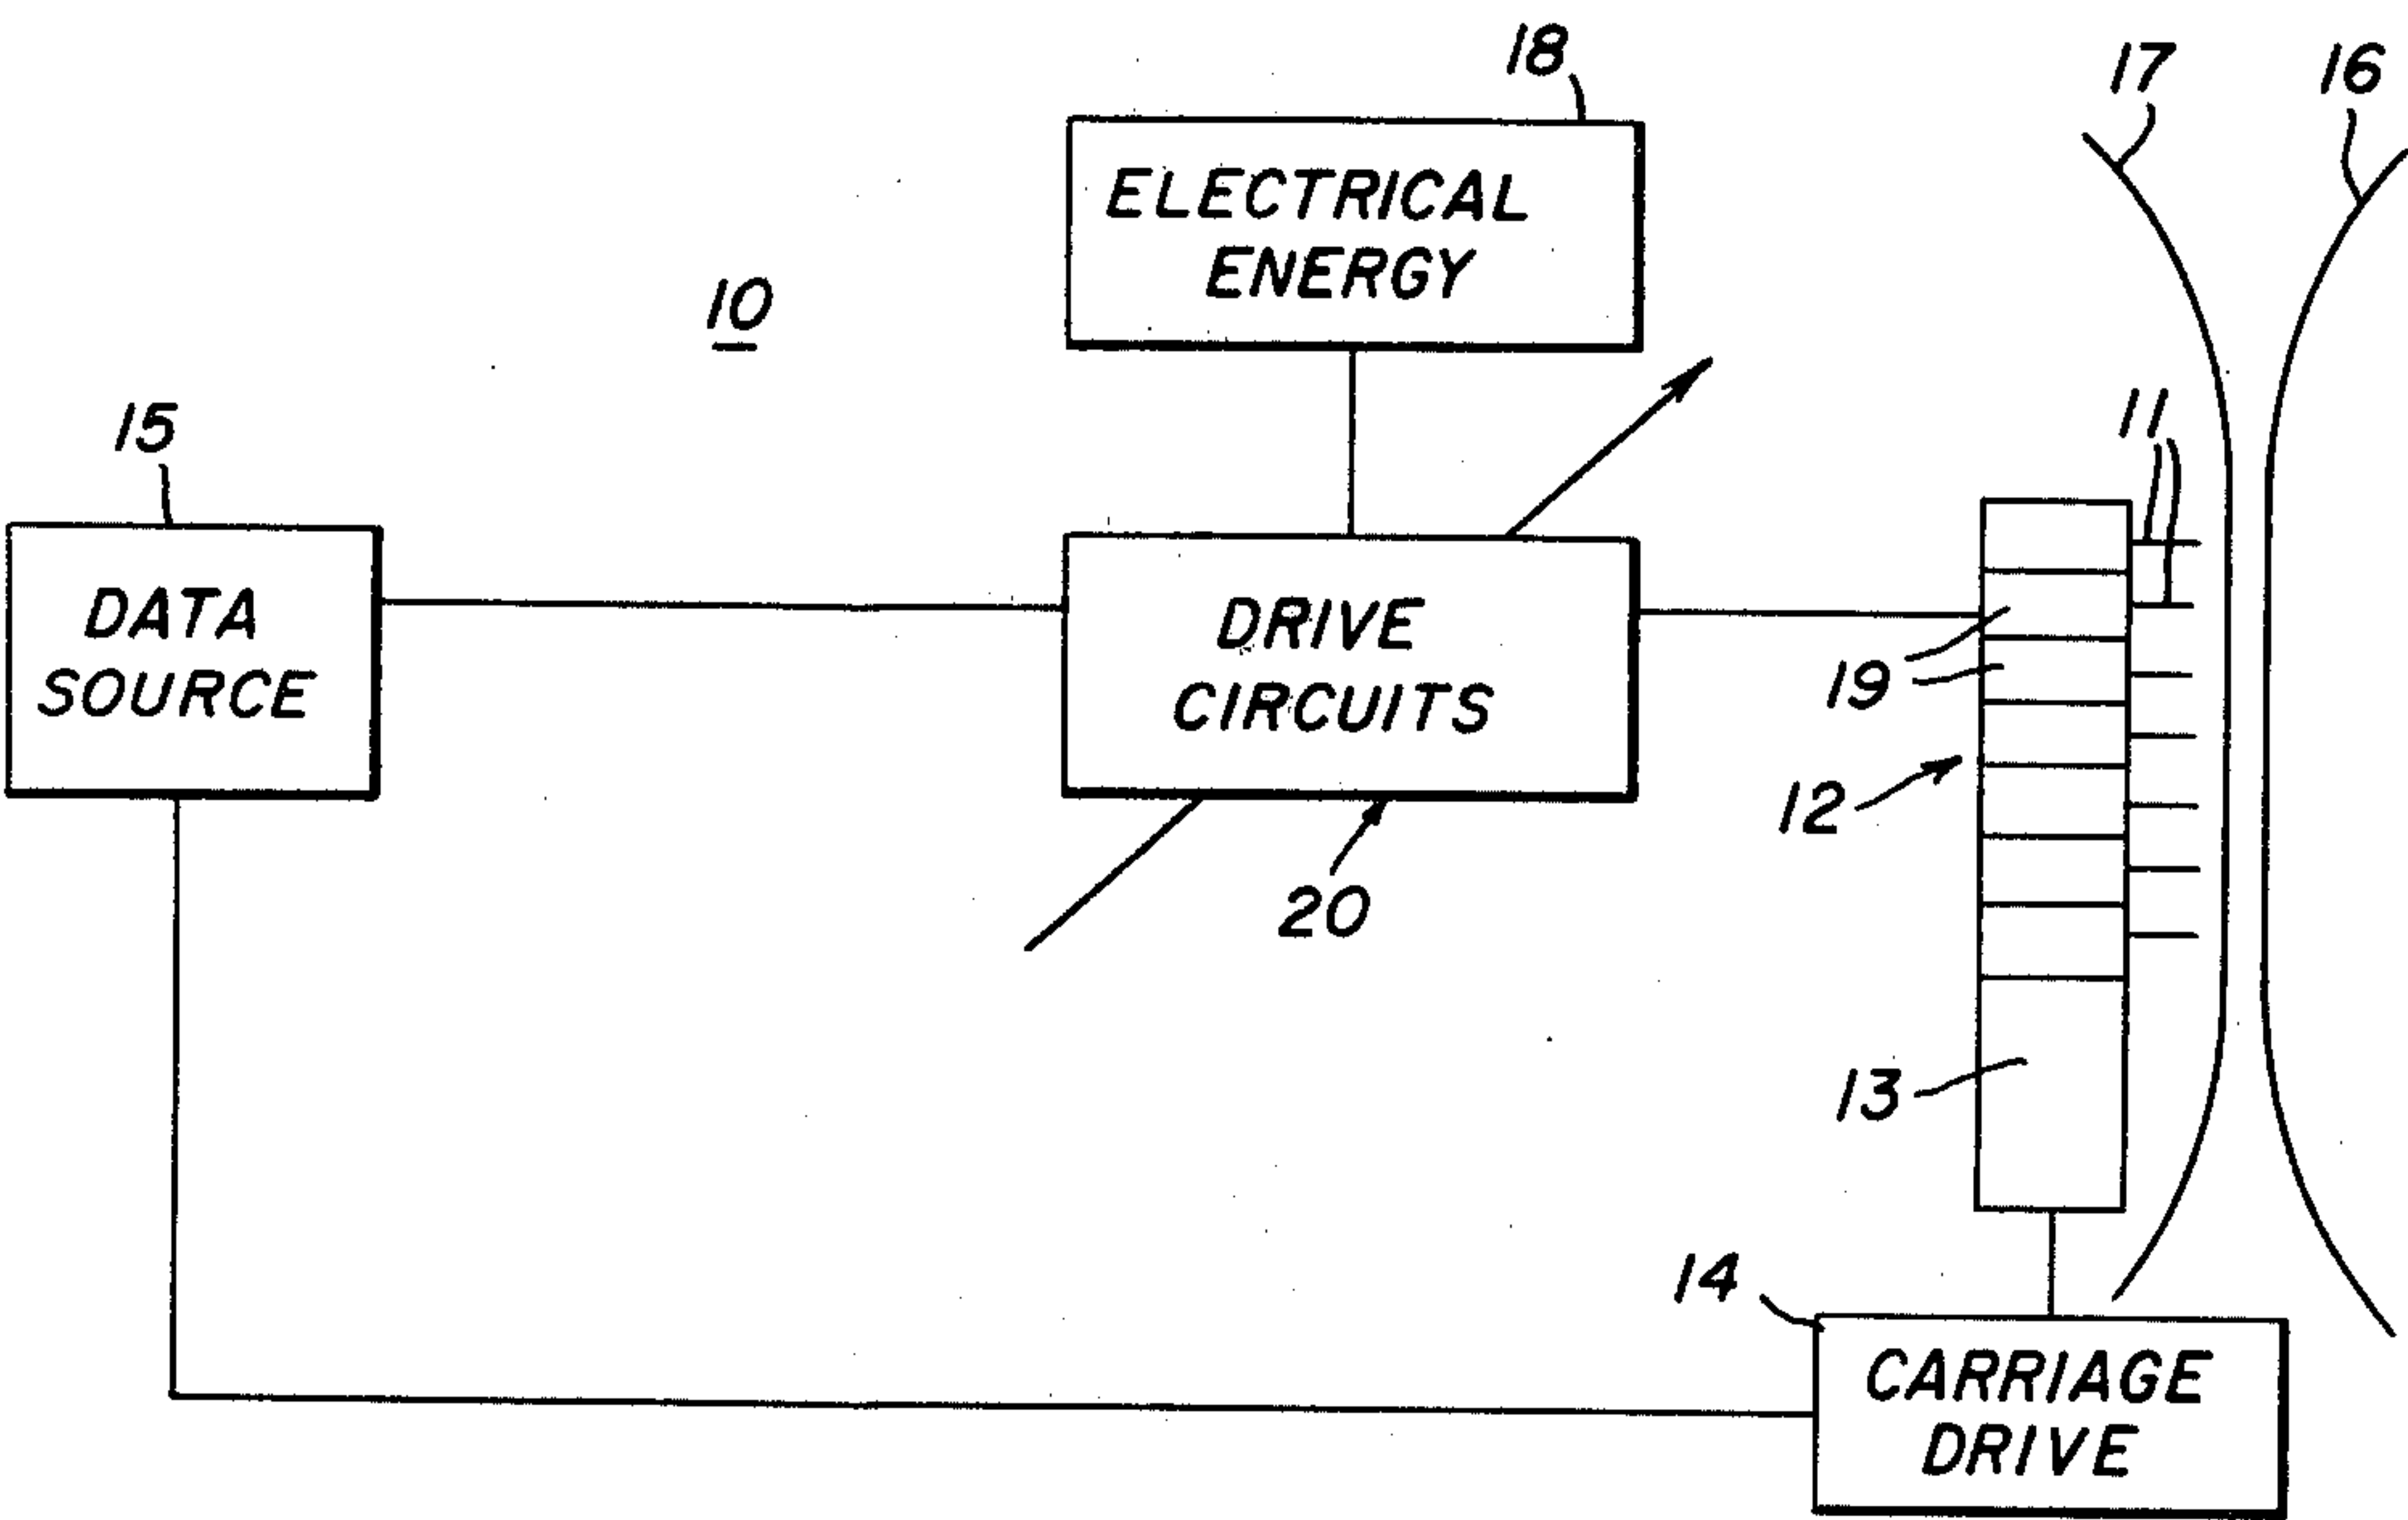 18
17
16
ELECTRICAL
ENERGY
10
15
11
DATA
SOURCE
DRIVE
CIRCUITS
19
12
20
13
14
CARRIAGE
DRIVE